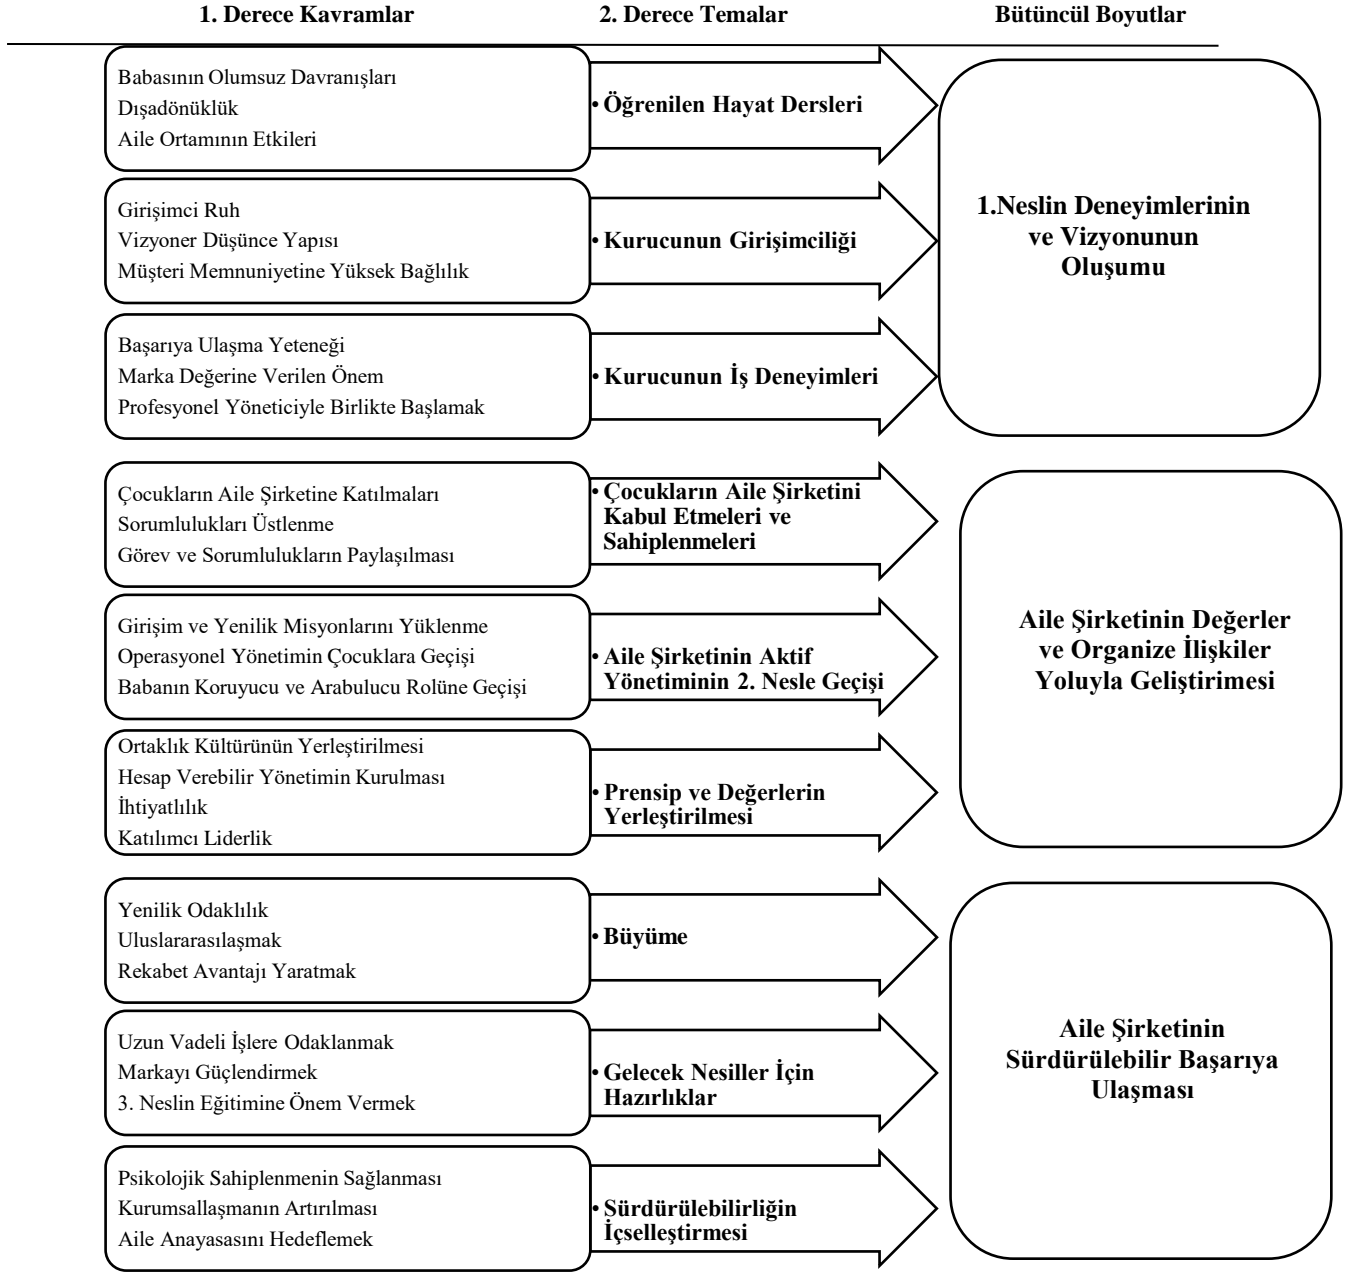 1. Derece Kavramlar
2. Derece Temalar
Bütüncül Boyutlar
Babasının Olumsuz Davranışları
Dışadönüklük
Aile Ortamının Etkileri
• Öğrenilen Hayat Dersleri
Girişimci Ruh
Vizyoner Düşünce Yapısı
Müşteri Memnuniyetine Yüksek Bağlılık
• Kurucunun Girişimciliği
Başarıya Ulaşma Yeteneği
Marka Değerine Verilen Önem
Profesyonel Yöneticiyle Birlikte Başlamak
• Kurucunun İş Deneyimleri
1.Neslin Deneyimlerinin
ve Vizyonunun
Oluşumu
Çocukların Aile Şirketine Katılmaları
Sorumlulukları Üstlenme
Görev ve Sorumlulukların Paylaşılması
• Çocukların Aile Şirketini
Kabul Etmeleri ve
Sahiplenmeleri
Girişim ve Yenilik Misyonlarını Yüklenme
Operasyonel Yönetimin Çocuklara Geçişi
Babanın Koruyucu ve Arabulucu Rolüne Geçişi
• Aile Şirketinin Aktif
Yönetiminin 2. Nesle Geçişi
Ortaklık Kültürünün Yerleştirilmesi
Hesap Verebilir Yönetimin Kurulması
İhtiyatlılık
Katılımcı Liderlik
• Prensip ve Değerlerin
Yerleştirilmesi
Aile Şirketinin Değerler
ve Organize İlişkiler
Yoluyla Geliştirimesi
Yenilik Odaklılık
Uluslararasılaşmak
Rekabet Avantajı Yaratmak
• Büyüme
Uzun Vadeli İşlere Odaklanmak
Markayı Güçlendirmek
3. Neslin Eğitimine Önem Vermek
• Gelecek Nesiller İçin
Hazırlıklar
Psikolojik Sahiplenmenin Sağlanması
Kurumsallaşmanın Artırılması
Aile Anayasasını Hedeflemek
• Sürdürülebilirliğin
İçselleştirmesi
Aile Şirketinin
Sürdürülebilir Başarıya
Ulaşması